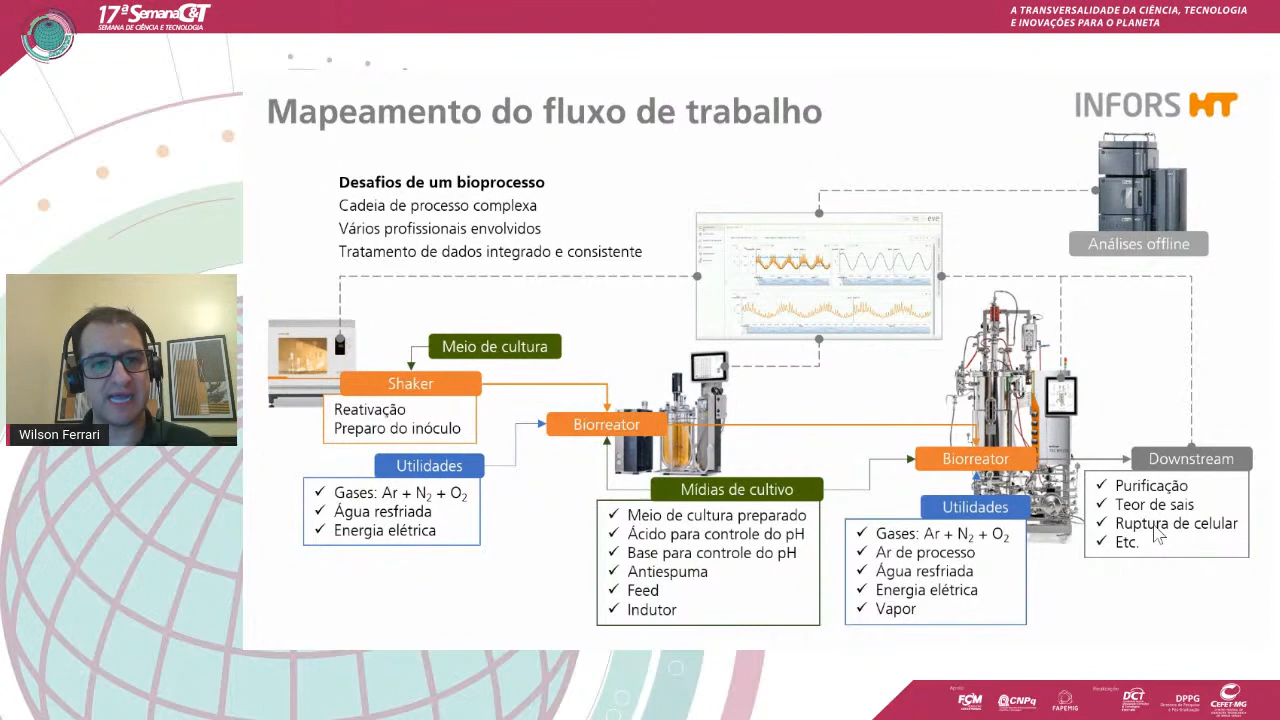 17ª Semana C&T
SEMANA DE CIÊNCIA E TECNOLOGIA
A TRANSVERSALIDADE DA CIÊNCIA, TECNOLOGIA
E INOVAÇÕES PARA O PLANETA
Mapeamento do fluxo de trabalho
INFORS HT
Desafios de um bioprocesso
Cadeia de processo complexa
Vários profissionais envolvidos
Tratamento de dados integrado e consistente
eve
Análises offline
Meio de cultura
Shaker
Reativação
Preparo do inóculo
Biorreator
Utilidades
✓ Gases: Ar + N₂ + O₂
✓ Água resfriada
✓ Energia elétrica
Mídias de cultivo
✓ Meio de cultura preparado
✓ Ácido para controle do pH
✓ Base para controle do pH
✓ Antiespuma
✓ Feed
✓ Indutor
Biorreator
Utilidades
✓ Gases: Ar + N₂ + O₂
✓ Ar de processo
✓ Água resfriada
✓ Energia elétrica
✓ Vapor
Downstream
✓ Purificação
✓ Teor de sais
✓ Ruptura de celular
✓ Etc.
Wilson Ferrari
Apoio:
FCM
CNPq
FAPEMIG
Realização:
DCT
DPPG
CEFET-MG